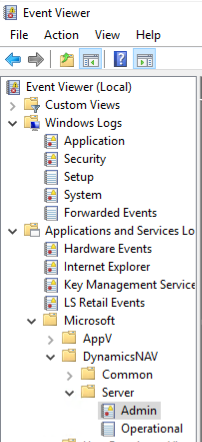 Event Viewer
File Action View Help
Event Viewer (Local)
Custom Views
Windows Logs
Application
Security
Setup
System
Forwarded Events
Applications and Services Lo
Hardware Events
Internet Explorer
Key Management Service
LS Retail Events
Microsoft
AppV
DynamicsNAV
Common
Server
Admin
Operational